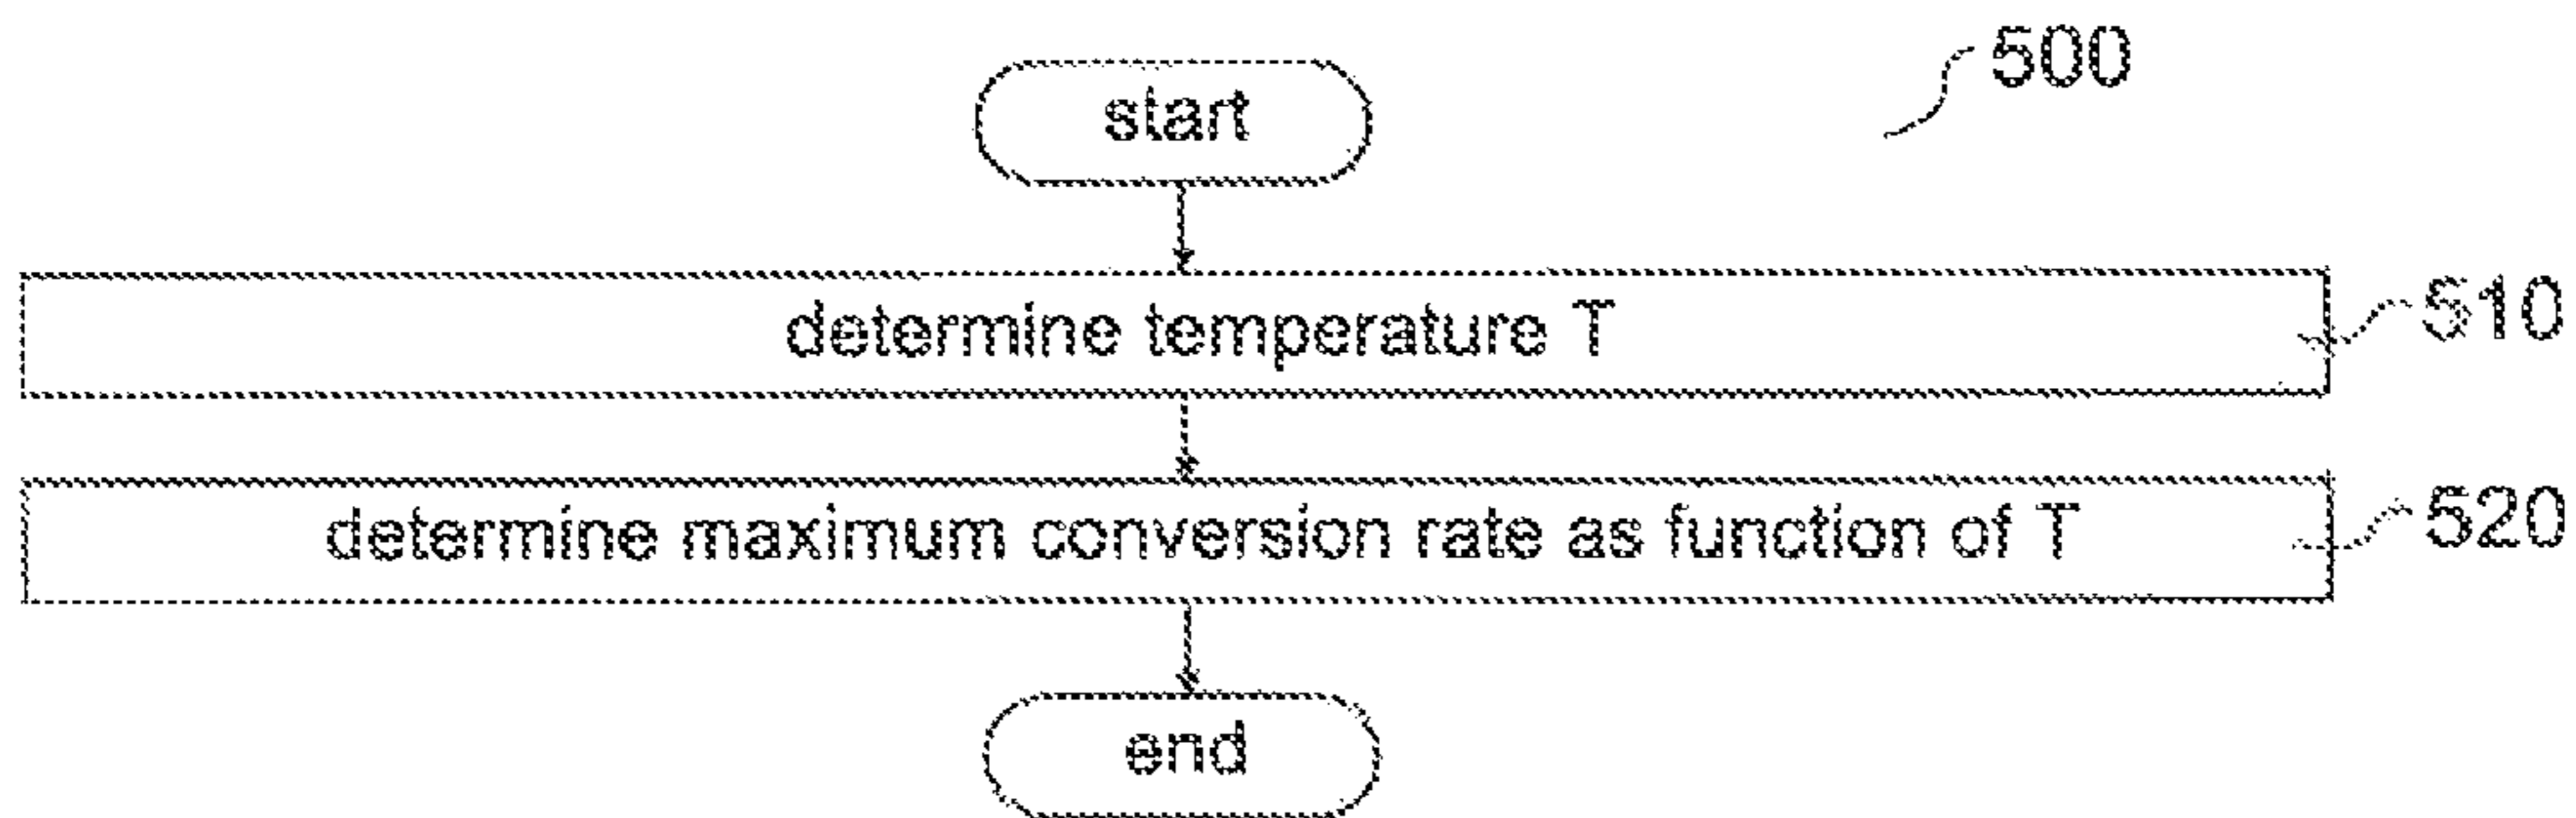 500
start
determine temperature T
510
determine maximum conversion rate as function of T
520
end